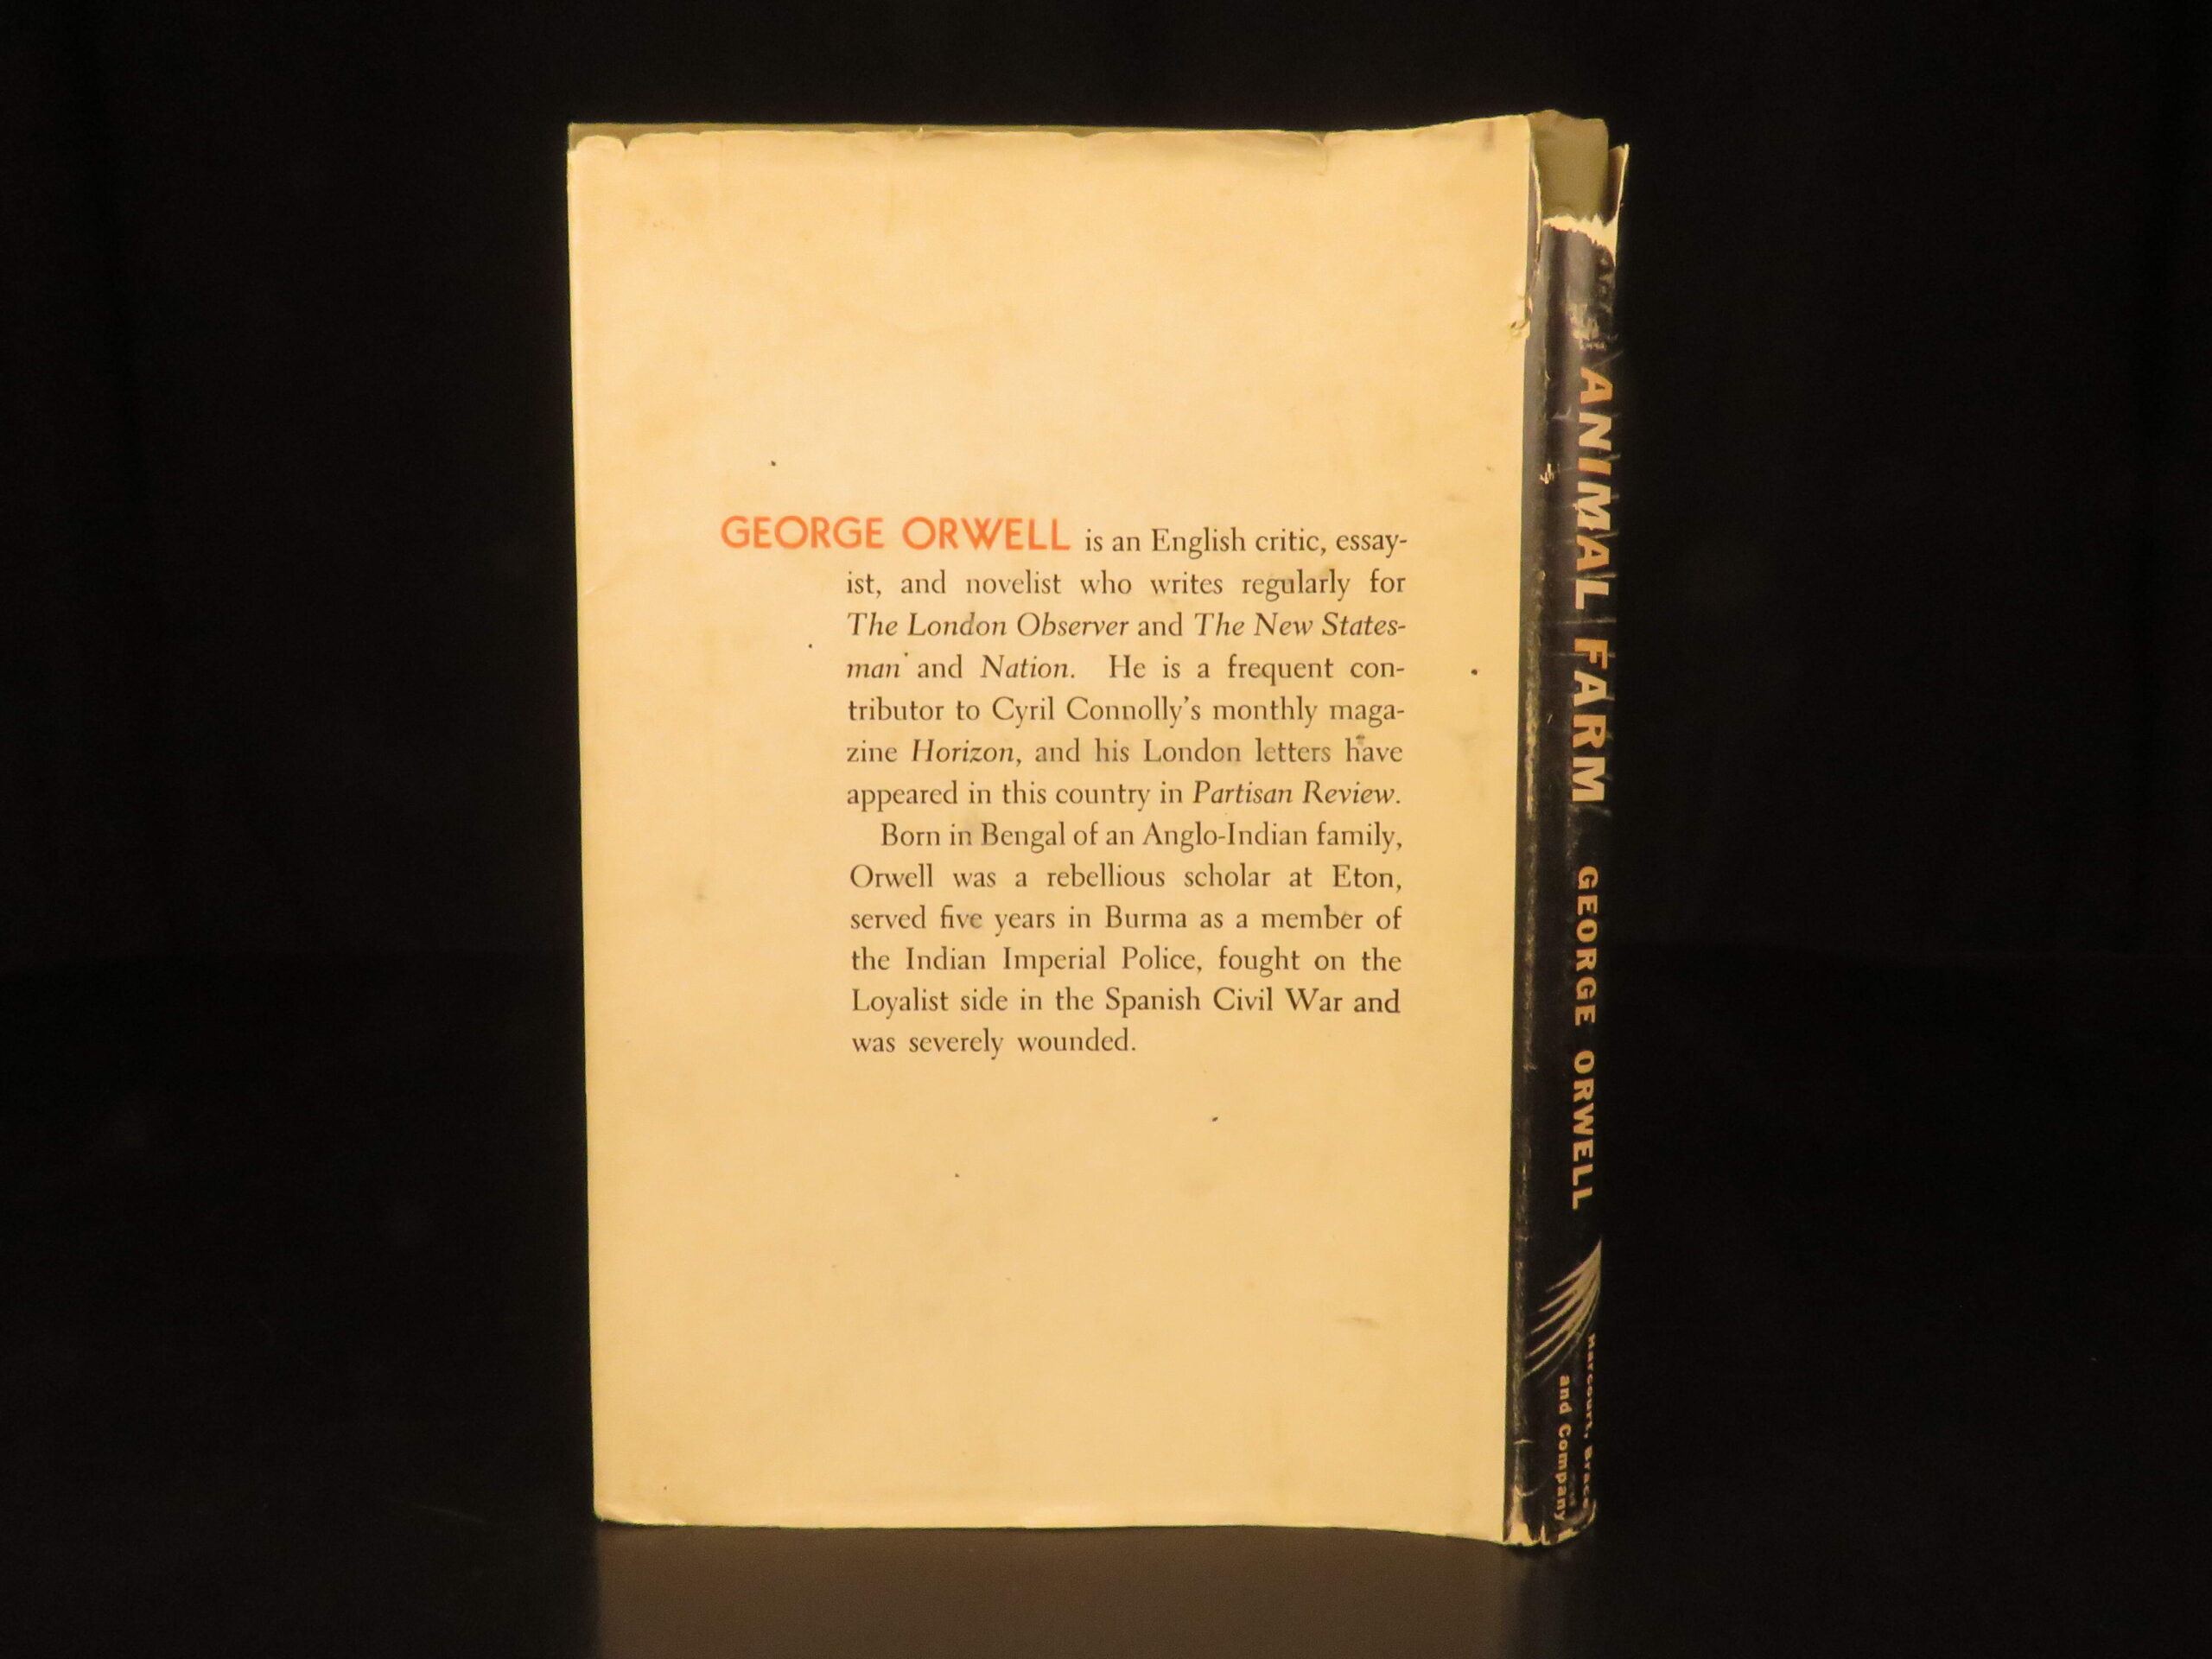 GEORGE ORWELL is an English critic, essay-
ist, and novelist who writes regularly for
The London Observer and The New States-
man and Nation. He is a frequent con-
tributor to Cyril Connolly's monthly maga-
zine Horizon, and his London letters have
appeared in this country in Partisan Review.
Born in Bengal of an Anglo-Indian family,
Orwell was a rebellious scholar at Eton,
served five years in Burma as a member of
the Indian Imperial Police, fought on the
Loyalist side in the Spanish Civil War and
was severely wounded.
ANIMAL FARM GEORGE ORWELL
Harcourt, Brace
and Company